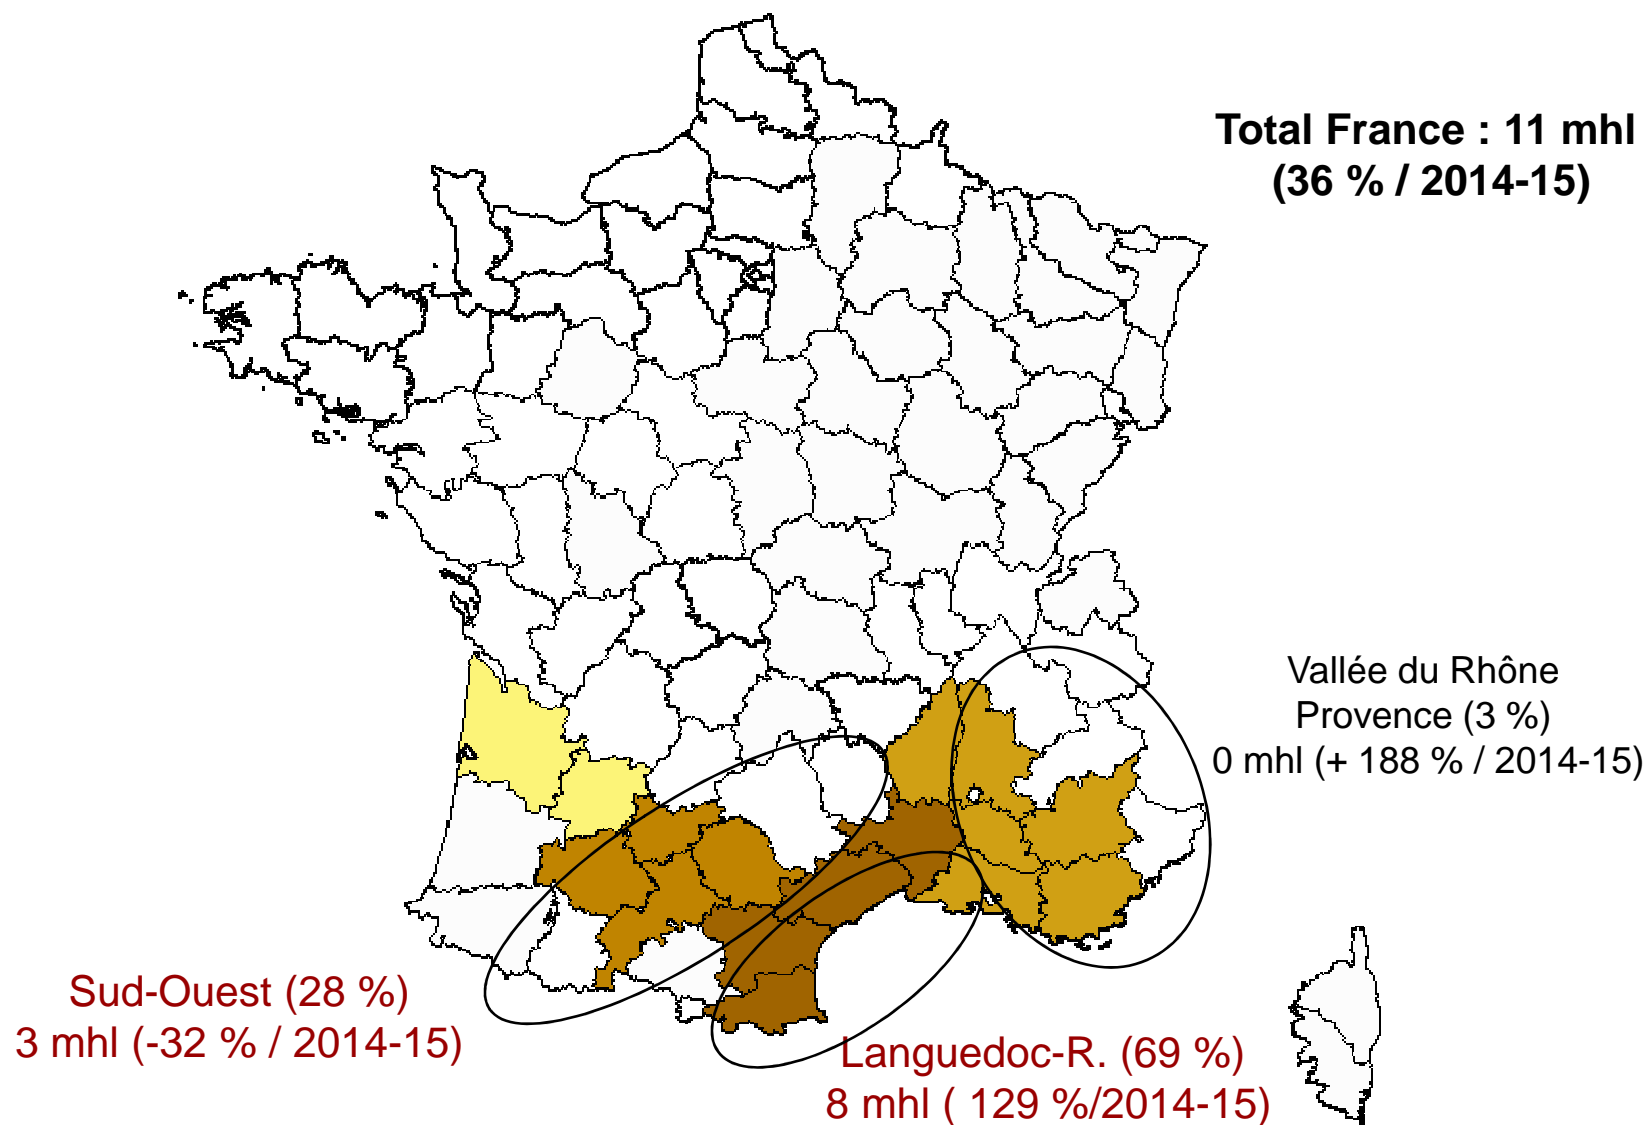 Total France : 11 mhl
(36 % / 2014-15)
Vallée du Rhône
Provence (3 %)
0 mhl (+ 188 % / 2014-15)
Sud-Ouest (28 %)
3 mhl (-32 % / 2014-15)
Languedoc-R. (69 %)
8 mhl ( 129 %/2014-15)